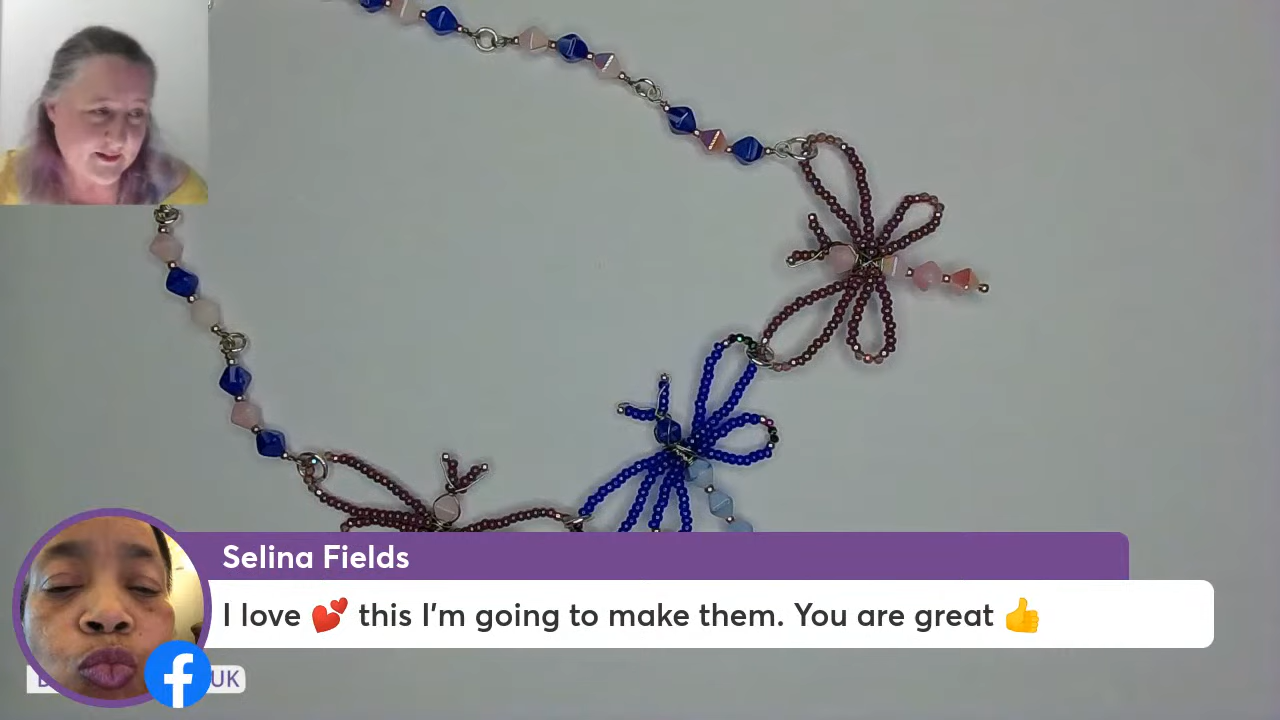 Selina Fields
I love 💕 this I'm going to make them. You are great 👍
UK